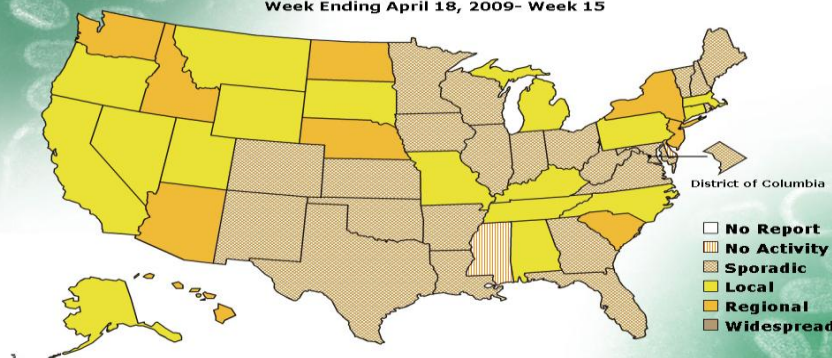 Week Ending April 18, 2009- Week 15
District of Columbia
No Report
No Activity
Sporadic
Local
Regional
Widespread